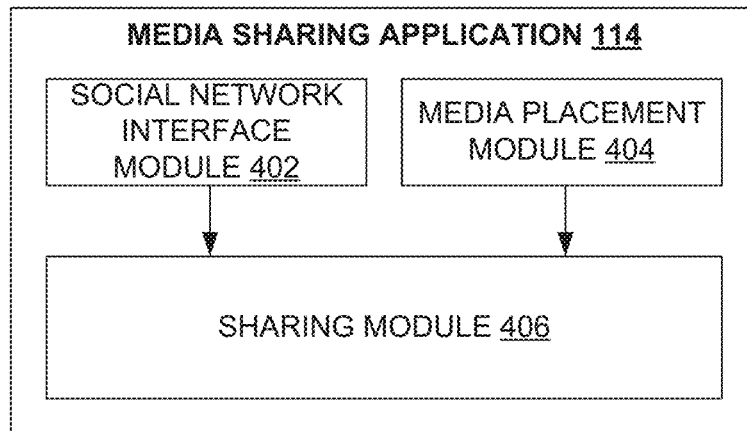 MEDIA SHARING APPLICATION 114
SOCIAL NETWORK
INTERFACE
MODULE 402
MEDIA PLACEMENT
MODULE 404
SHARING MODULE 406